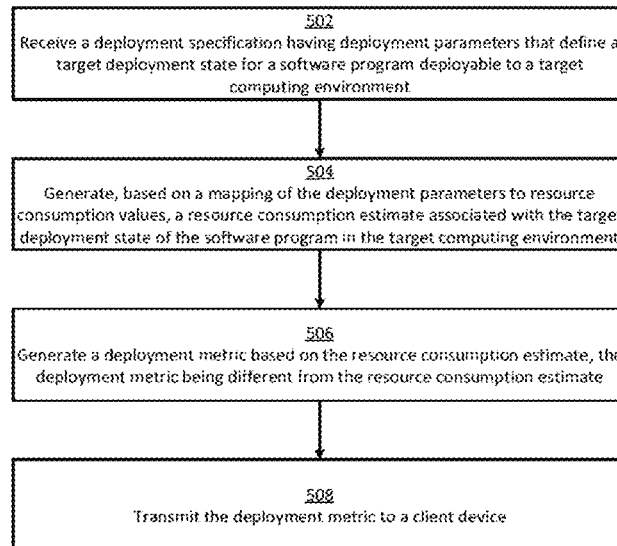 502
Receive a deployment specification having deployment parameters that define a
target deployment state for a software program deployable to a target
computing environment
504
Generate, based on a mapping of the deployment parameters to resource
consumption values, a resource consumption estimate associated with the target
deployment state of the software program in the target computing environment
506
Generate a deployment metric based on the resource consumption estimate, the
deployment metric being different from the resource consumption estimate
508
Transmit the deployment metric to a client device